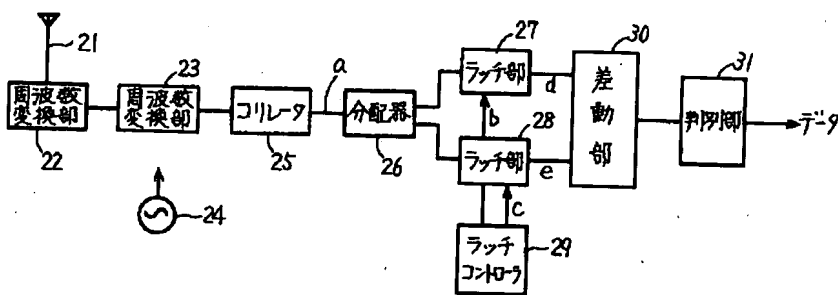 21
周波数
変換部
22
23
周波数
変換部
24
コリレータ
25
a
分配器
26
27
ラッチ部
d
b
28
ラッチ部
e
c
ラッチ
コントローラ
29
30
差動部
31
判別部
データ